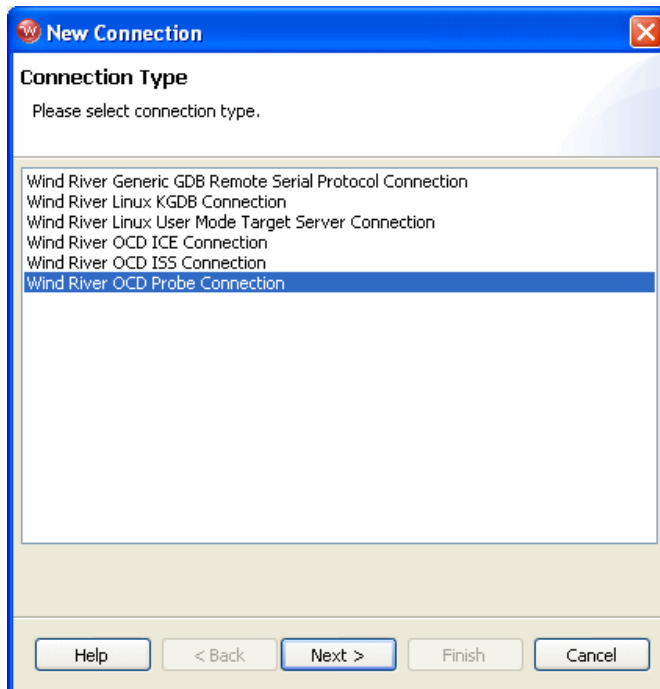 New Connection
Connection Type
Please select connection type.
Wind River Generic GDB Remote Serial Protocol Connection
Wind River Linux KGDB Connection
Wind River Linux User Mode Target Server Connection
Wind River OCD ICE Connection
Wind River OCD ISS Connection
Wind River OCD Probe Connection
Help
< Back
Next >
Finish
Cancel